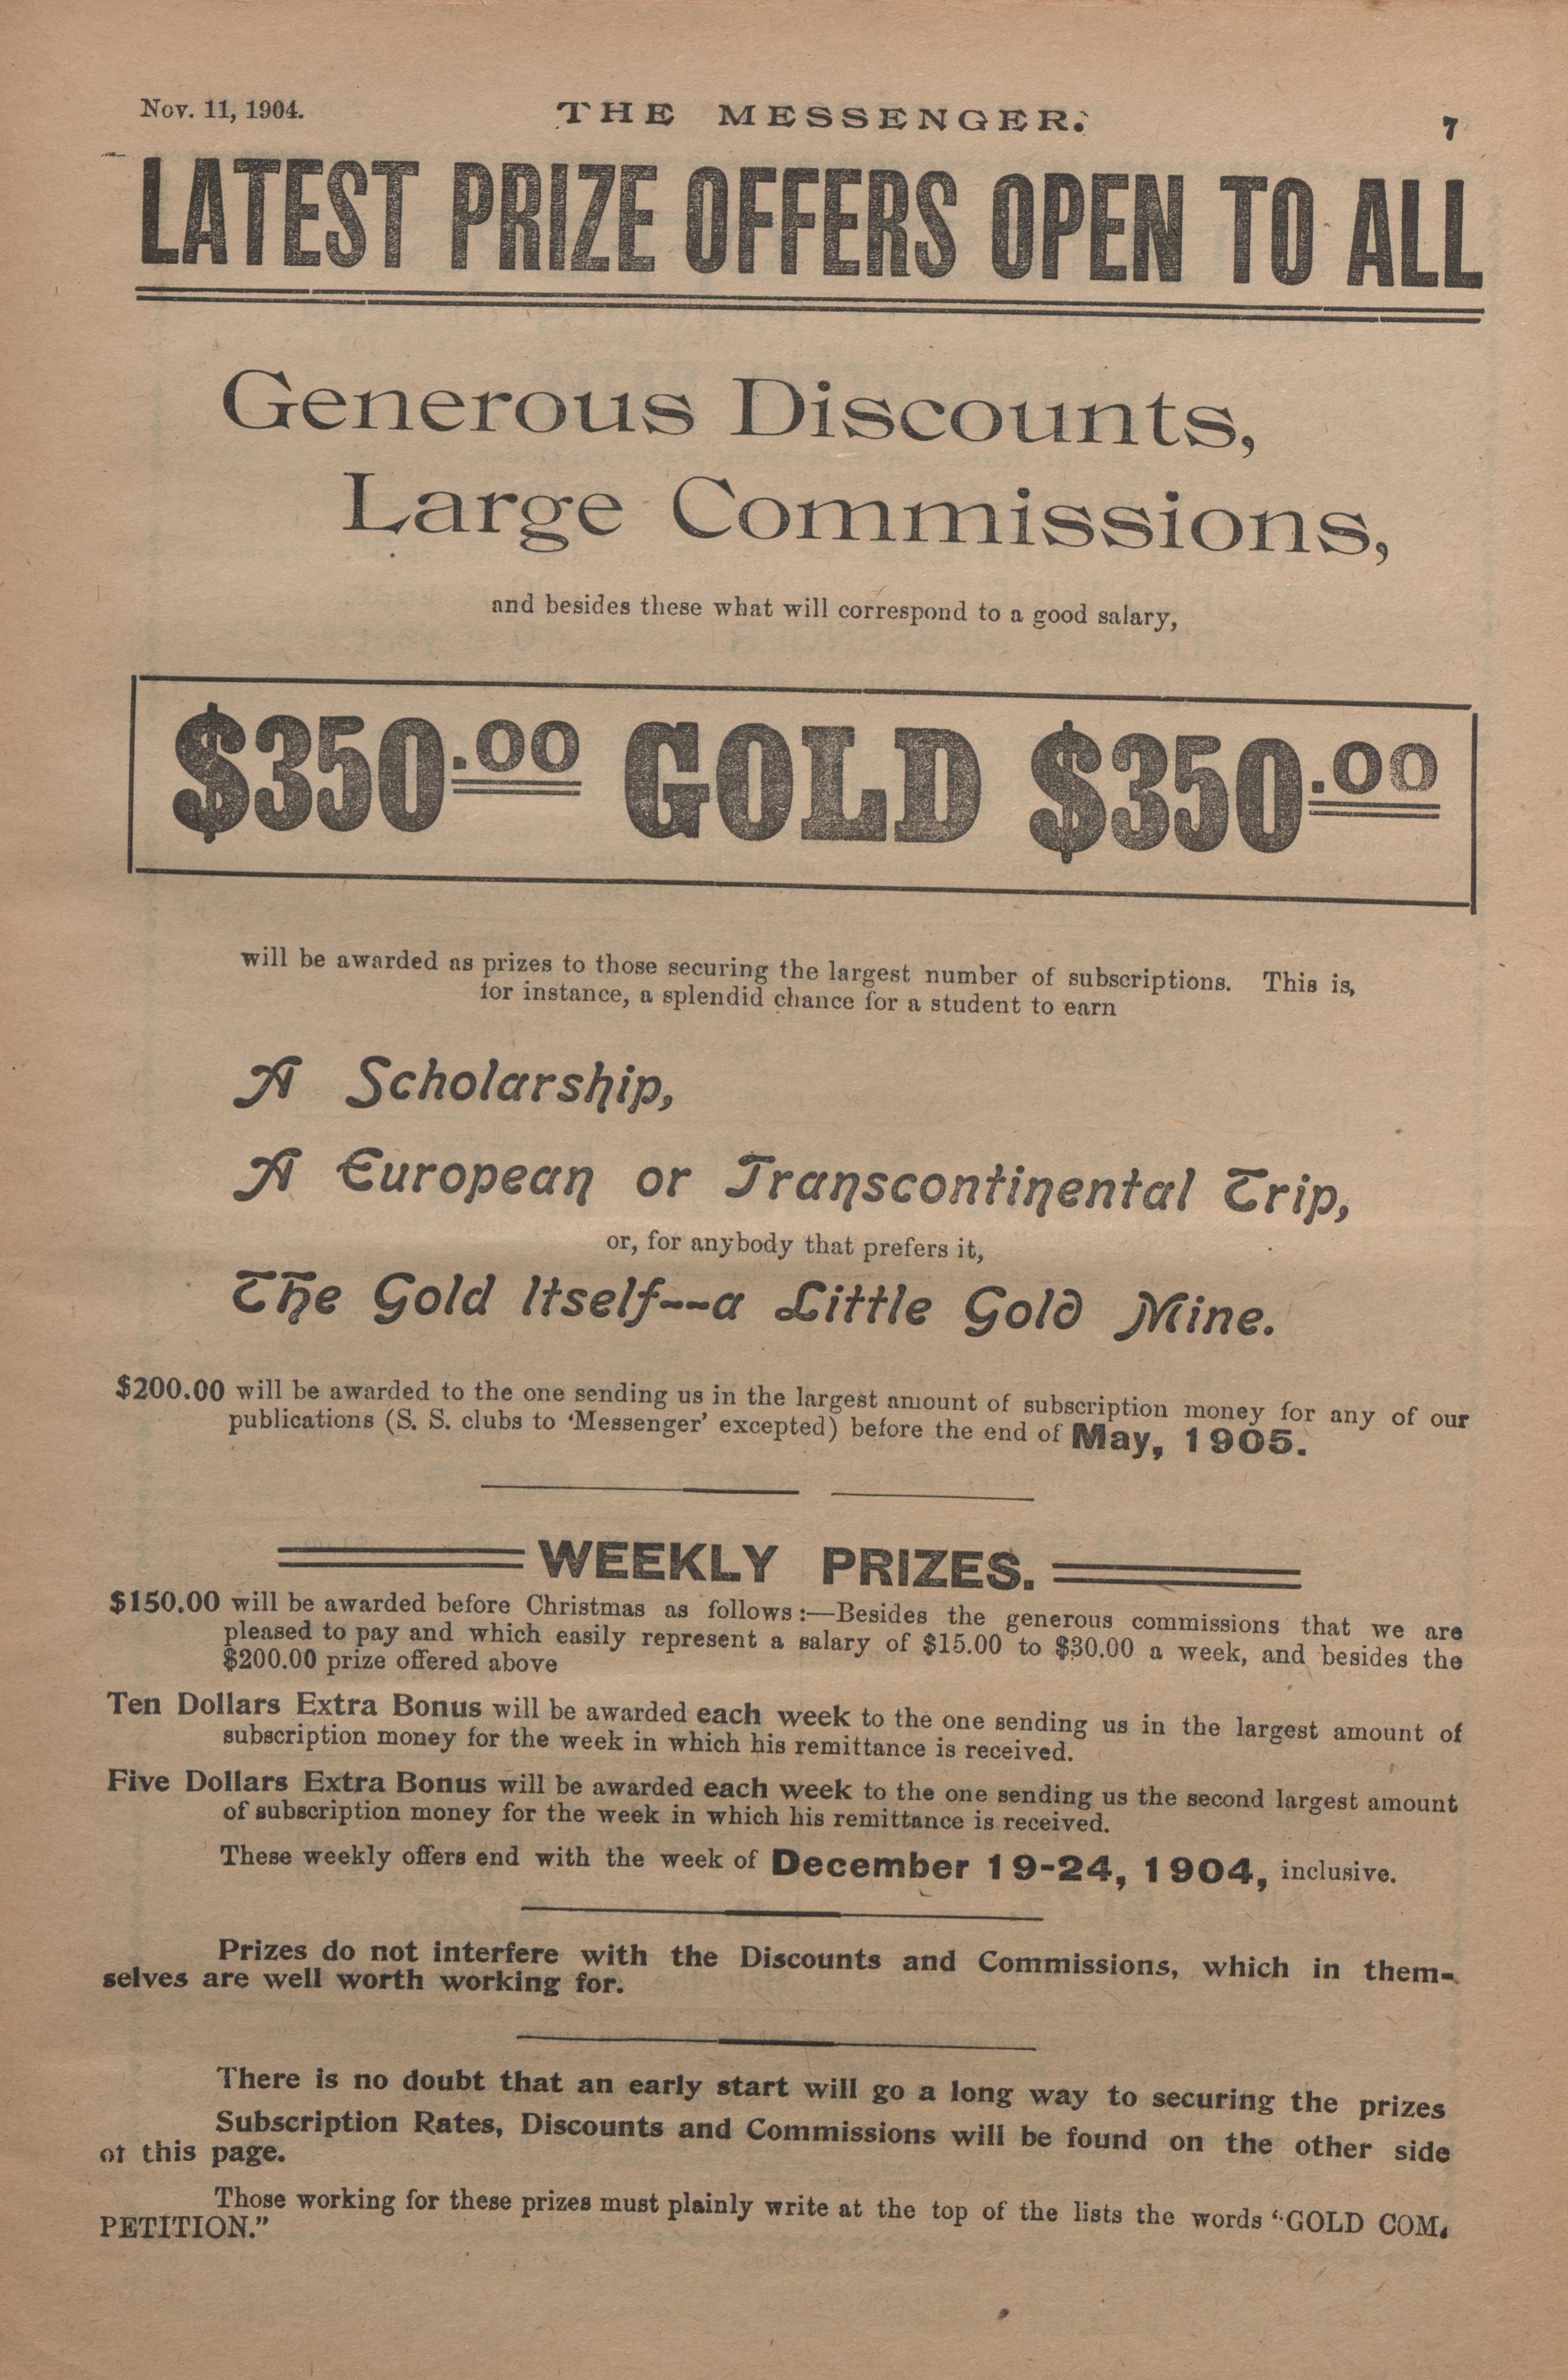 Nov. 11, 1904.
THE MESSENGER.
7
LATEST PRIZE OFFERS OPEN TO ALL
Generous Discounts,
Large Commissions,
and besides these what will correspond to a good salary,
$350.00 GOLD $350.00
will be awarded as prizes to those securing the largest number of subscriptions. This is,
for instance, a splendid chance for a student to earn
A Scholarship,
A European or Transcontinental Trip,
or, for anybody that prefers it,
The Gold Itself--a Little Gold Mine.
$200.00 will be awarded to the one sending us in the largest amount of subscription money for any of our
publications (S. S. clubs to ‘Messenger’ excepted) before the end of May, 1905.
WEEKLY PRIZES.
$150.00 will be awarded before Christmas as follows:—Besides the generous commissions that we are
pleased to pay and which easily represent a salary of $15.00 to $30.00 a week, and besides the
$200.00 prize offered above
Ten Dollars Extra Bonus will be awarded each week to the one sending us in the largest amount of
subscription money for the week in which his remittance is received.
Five Dollars Extra Bonus will be awarded each week to the one sending us the second largest amount
of subscription money for the week in which his remittance is received.
These weekly offers end with the week of December 19-24, 1904, inclusive.
Prizes do not interfere with the Discounts and Commissions, which in them-
selves are well worth working for.
There is no doubt that an early start will go a long way to securing the prizes
Subscription Rates, Discounts and Commissions will be found on the other side
of this page.
Those working for these prizes must plainly write at the top of the lists the words “GOLD COM-
PETITION.”